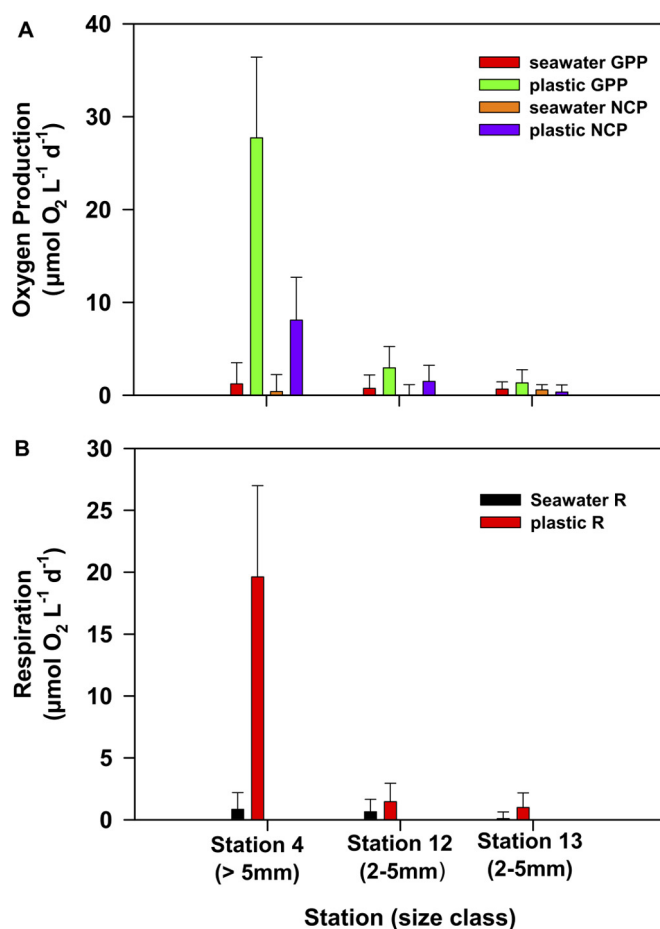 A
40
30
20
10
0
Oxygen Production
(µmol O2 L-1 d-1)
seawater GPP
plastic GPP
seawater NCP
plastic NCP
B
30
25
20
15
10
5
0
Respiration
(µmol O2 L-1 d-1)
Seawater R
plastic R
Station 4
(> 5mm)
Station 12
(2-5mm)
Station 13
(2-5mm)
Station (size class)